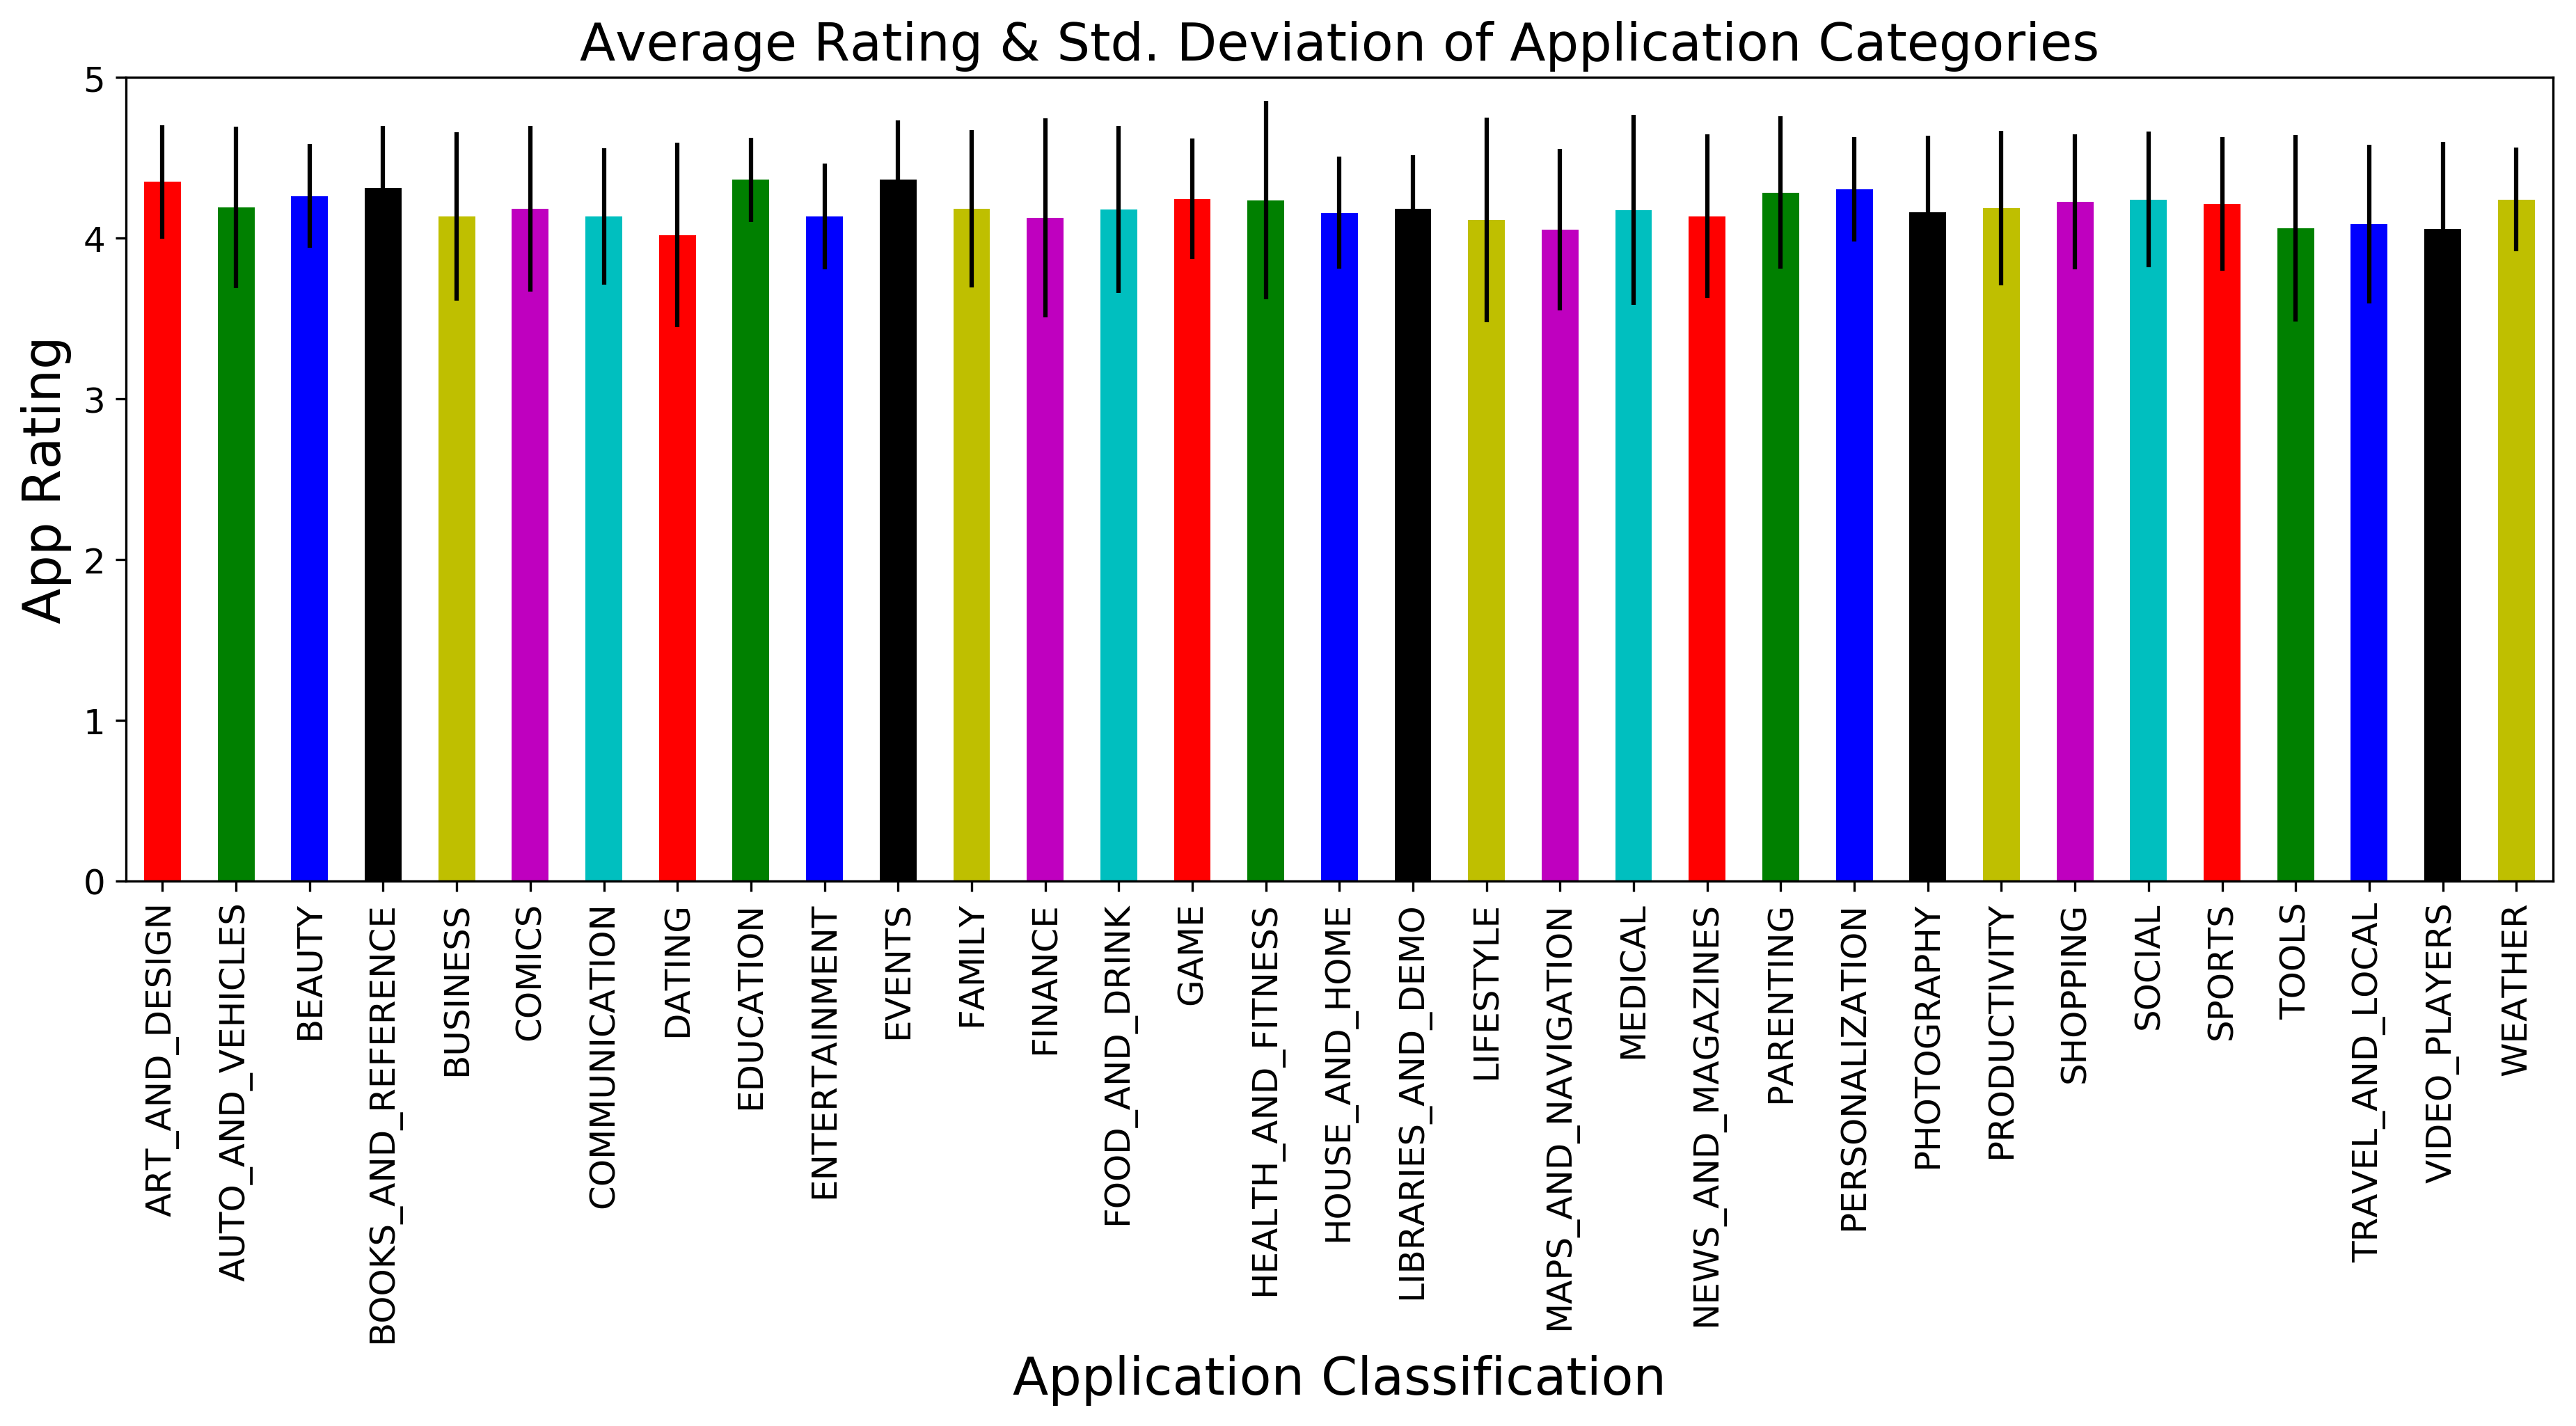 Average Rating & Std. Deviation of Application Categories
App Rating
5
4
3
2
1
0
ART_AND_DESIGN
AUTO_AND_VEHICLES
BEAUTY
BOOKS_AND_REFERENCE
BUSINESS
COMICS
COMMUNICATION
DATING
EDUCATION
ENTERTAINMENT
EVENTS
FAMILY
FINANCE
FOOD_AND_DRINK
GAME
HEALTH_AND_FITNESS
HOUSE_AND_HOME
LIBRARIES_AND_DEMO
LIFESTYLE
MAPS_AND_NAVIGATION
MEDICAL
NEWS_AND_MAGAZINES
PARENTING
PERSONALIZATION
PHOTOGRAPHY
PRODUCTIVITY
SHOPPING
SOCIAL
SPORTS
TOOLS
TRAVEL_AND_LOCAL
VIDEO_PLAYERS
WEATHER
Application Classification